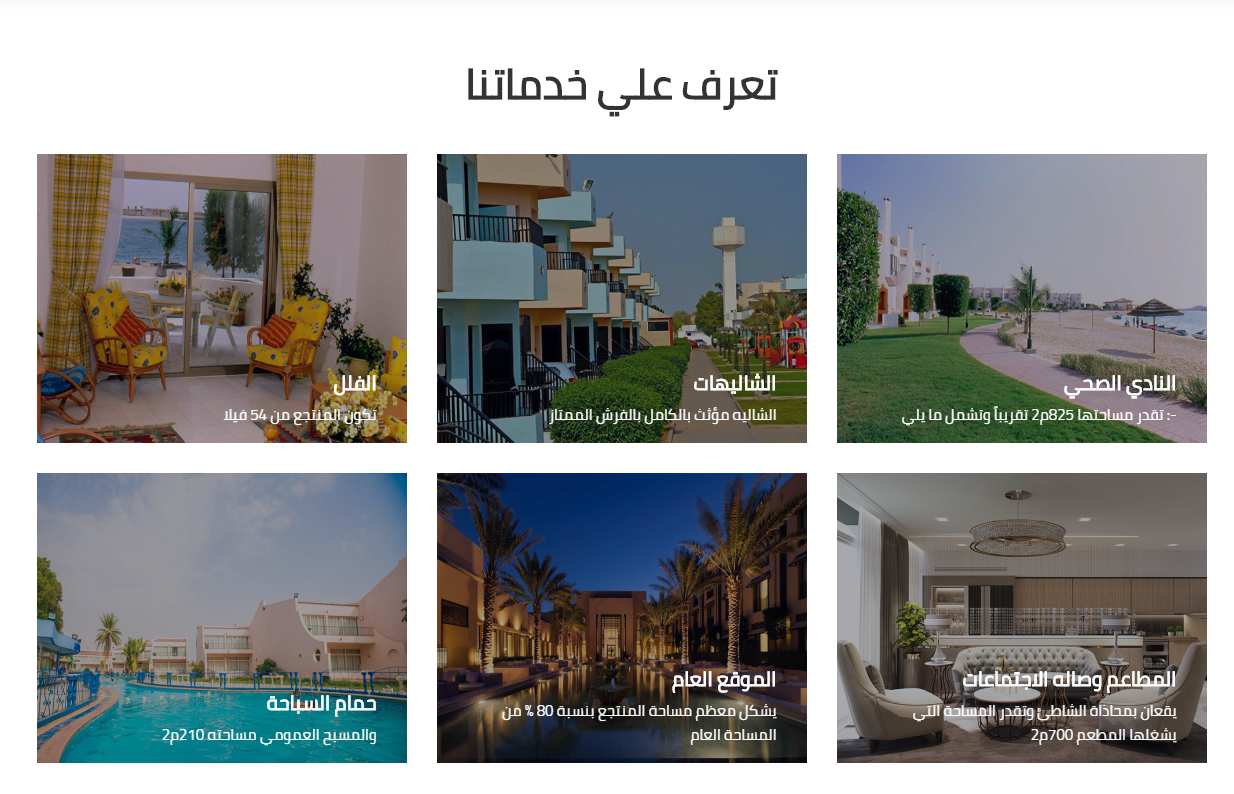 تعرف علي خدماتنا
النادي الصحي
-: تقدر مساحتها 825م2 تقريباً وتشمل ما يلي
الشاليهات
الشاليه مؤثث بالكامل بالفرش الممتاز
الفلل
تكون المنتجع من 54 فيلا
المطاعم وصاله الاجتماعات
يقعان بمحاذاة الشاطئ وتقدر المساحة التي
يشغلها المطعم 700م2
الموقع العام
يشكل معظم مساحة المنتجع بنسبة 80 % من
المساحة العام
حمام السباحة
والمسبح العمومي مساحته 210م2